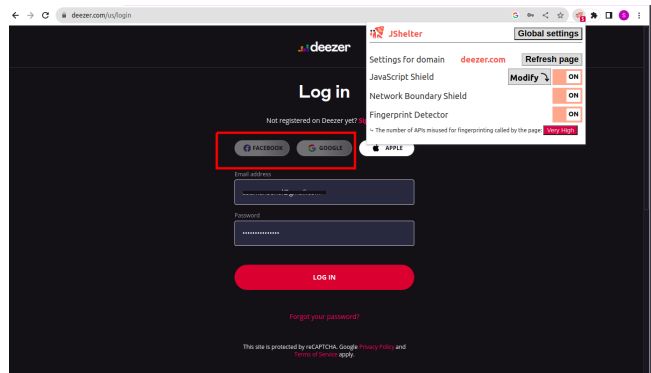 deezer.com/us/login
JShelter
Global settings
deezer
Settings for domain deezer.com Refresh page
JavaScript Shield Modify ON
Network Boundary Shield ON
Fingerprint Detector ON
The number of APIs misused for fingerprinting called by the page: Very High
Log in
Not registered on Deezer yet?
FACEBOOK
GOOGLE
APPLE
Email address
Password
LOG IN
Forgot your password?
This site is protected by reCAPTCHA. Google Privacy Policy and
Terms of Service apply.